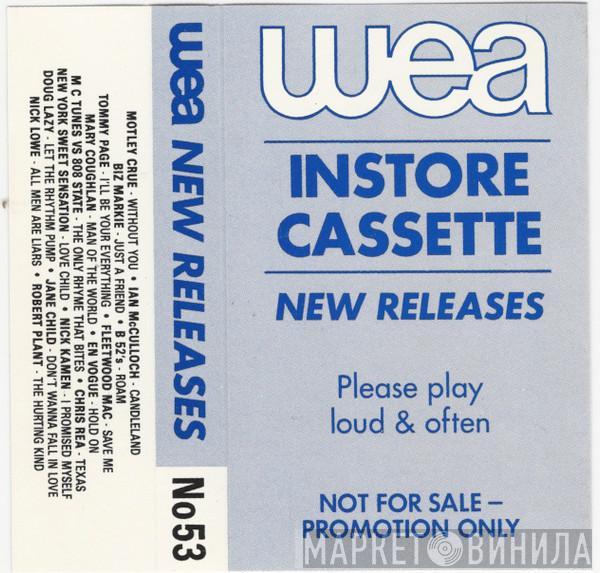 wea
INSTORE
CASSETTE
NEW RELEASES
Please play
loud & often
NOT FOR SALE –
PROMOTION ONLY
wea NEW RELEASES No53
MOTLEY CRUE - WITHOUT YOU • IAN McCULLOCH - CANDLELAND
BIZ MARKIE - JUST A FRIEND • B 52's - ROAM
TOMMY PAGE - I'LL BE YOUR EVERYTHING • FLEETWOOD MAC - SAVE ME
MARY COUGHLAN - MAN OF THE WORLD • EN VOGUE - HOLD ON
M C TUNES VS 808 STATE - THE ONLY RHYME THAT BITES • CHRIS REA - TEXAS
NEW YORK SWEET SENSATION - LOVE CHILD • NICK KAMEN - I PROMISED MYSELF
DOUG LAZY - LET THE RHYTHM PUMP • JANE CHILD - DON'T WANNA FALL IN LOVE
NICK LOWE - ALL MEN ARE LIARS • ROBERT PLANT - THE HURTING KIND
МАРКЕТ ВИНИЛА